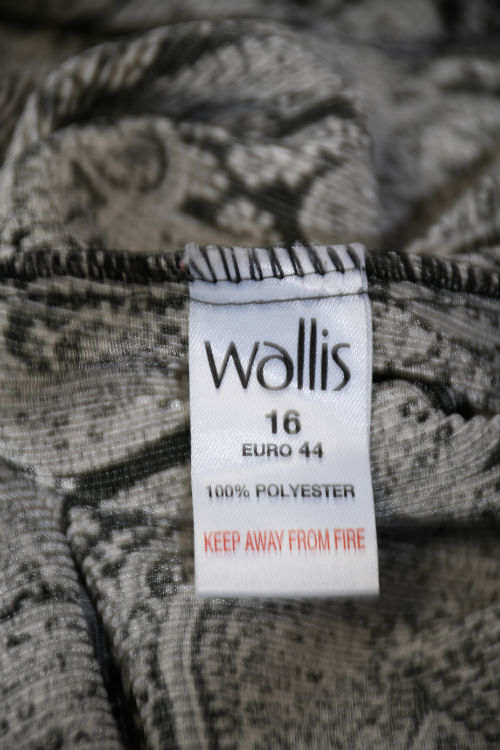 wallis
16
EURO 44
100% POLYESTER
KEEP AWAY FROM FIRE